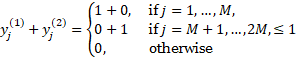 y_j^(1) + y_j^(2) = { 1 + 0, if j = 1, …, M,
0 + 1 if j = M + 1, …, 2M, ≤ 1
0, otherwise